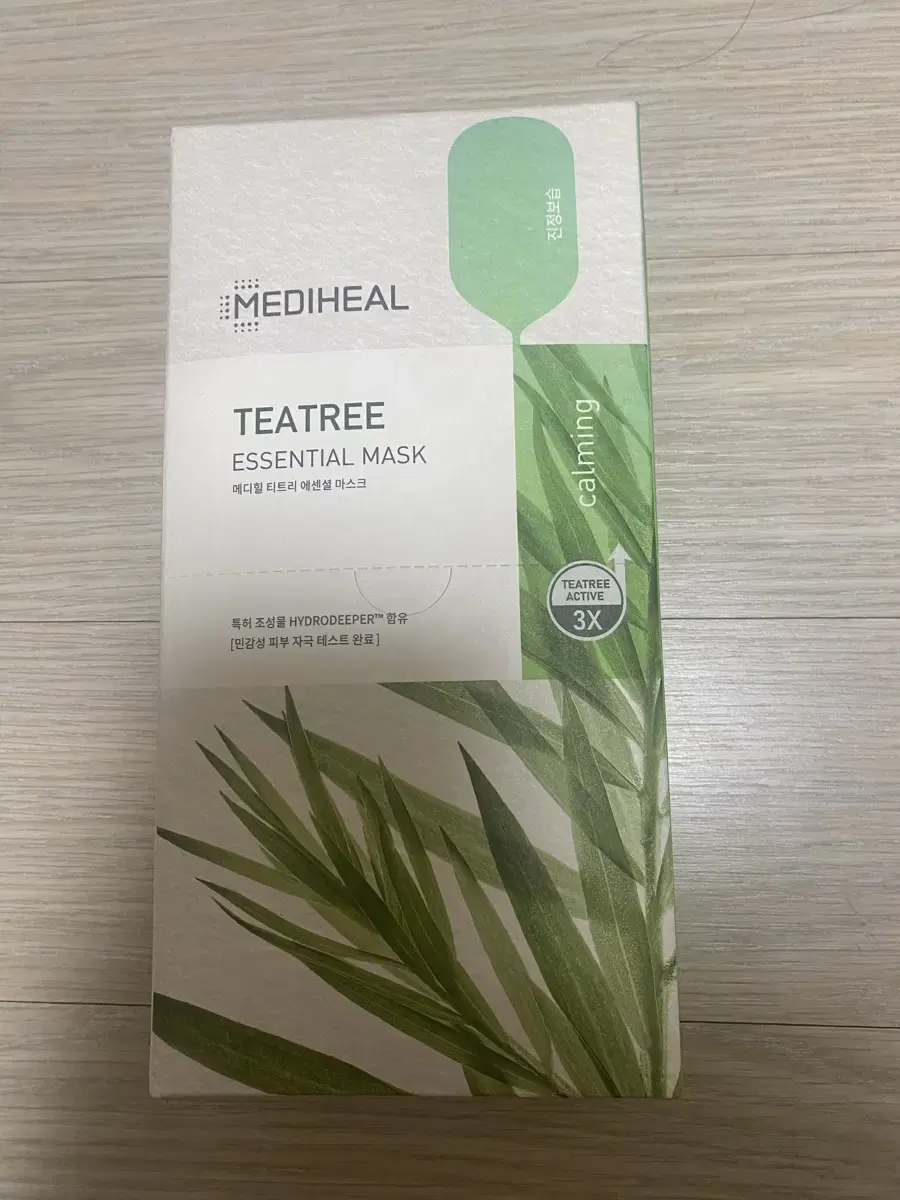 진정보습
MEDIHEAL
TEATREE
ESSENTIAL MASK
메디힐 티트리 에센셜 마스크
calming
TEATREE
ACTIVE
3X
특허 조성물 HYDRODEEPER™ 함유
[민감성 피부 자극 테스트 완료]